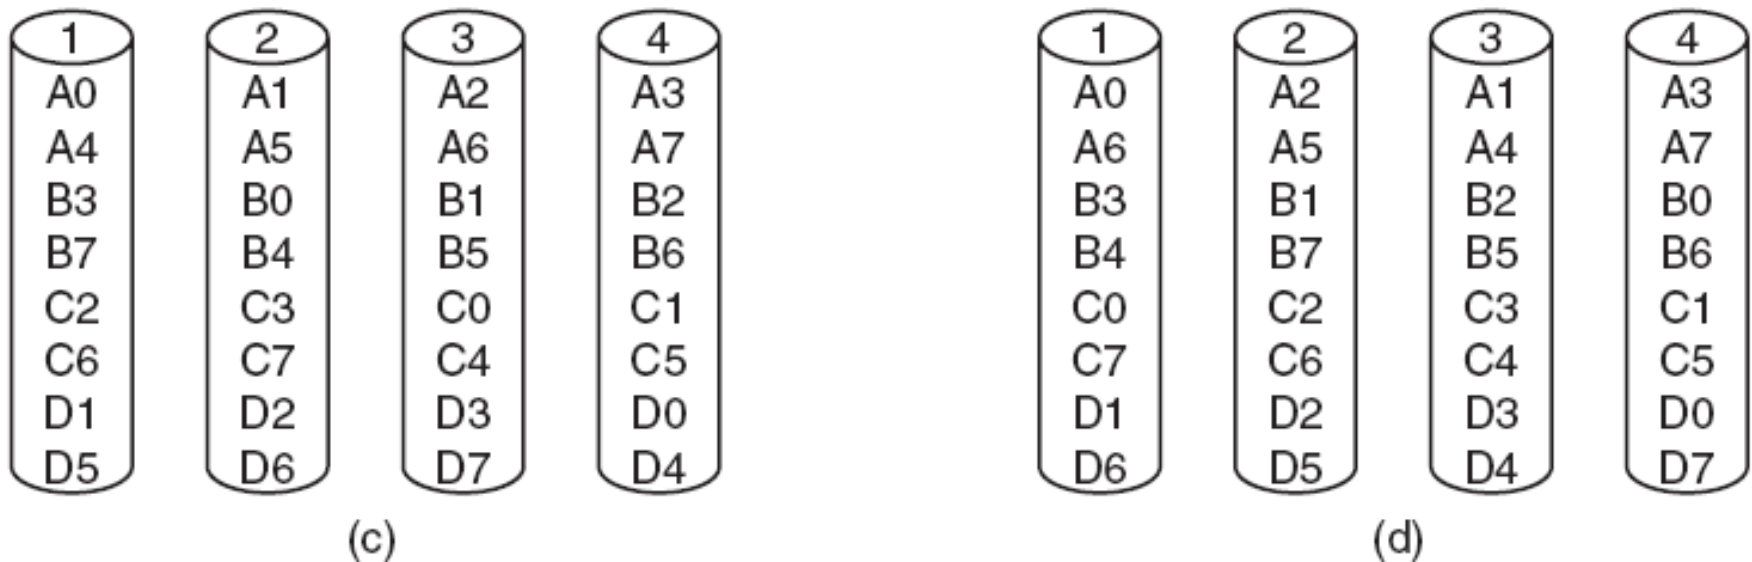 1 2 3 4 1 2 3 4
A0 A1 A2 A3 A0 A2 A1 A3
A4 A5 A6 A7 A6 A5 A4 A7
B3 B0 B1 B2 B3 B1 B2 B0
B7 B4 B5 B6 B4 B7 B5 B6
C2 C3 C0 C1 C0 C2 C3 C1
C6 C7 C4 C5 C7 C6 C4 C5
D1 D2 D3 D0 D1 D2 D3 D0
D5 D6 D7 D4 D6 D5 D4 D7
(c) (d)